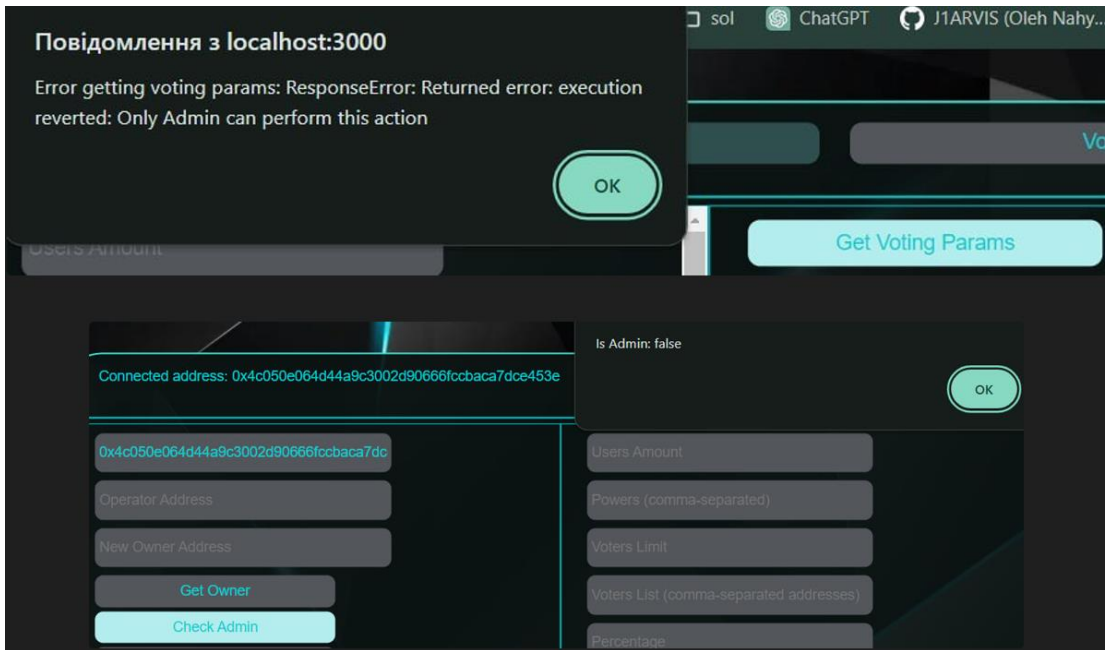 sol
ChatGPT
J1ARVIS (Oleh Nahy...
Повідомлення з localhost:3000
Error getting voting params: ResponseError: Returned error: execution
reverted: Only Admin can perform this action
OK
Users Amount
Get Voting Params
Is Admin: false
OK
Connected address: 0x4c050e064d44a9c3002d90666fccbaca7dce453e
0x4c050e064d44a9c3002d90666fccbaca7dc
Operator Address
New Owner Address
Get Owner
Check Admin
Users Amount
Powers (comma-separated)
Voters Limit
Voters List (comma-separated addresses)
Percentage